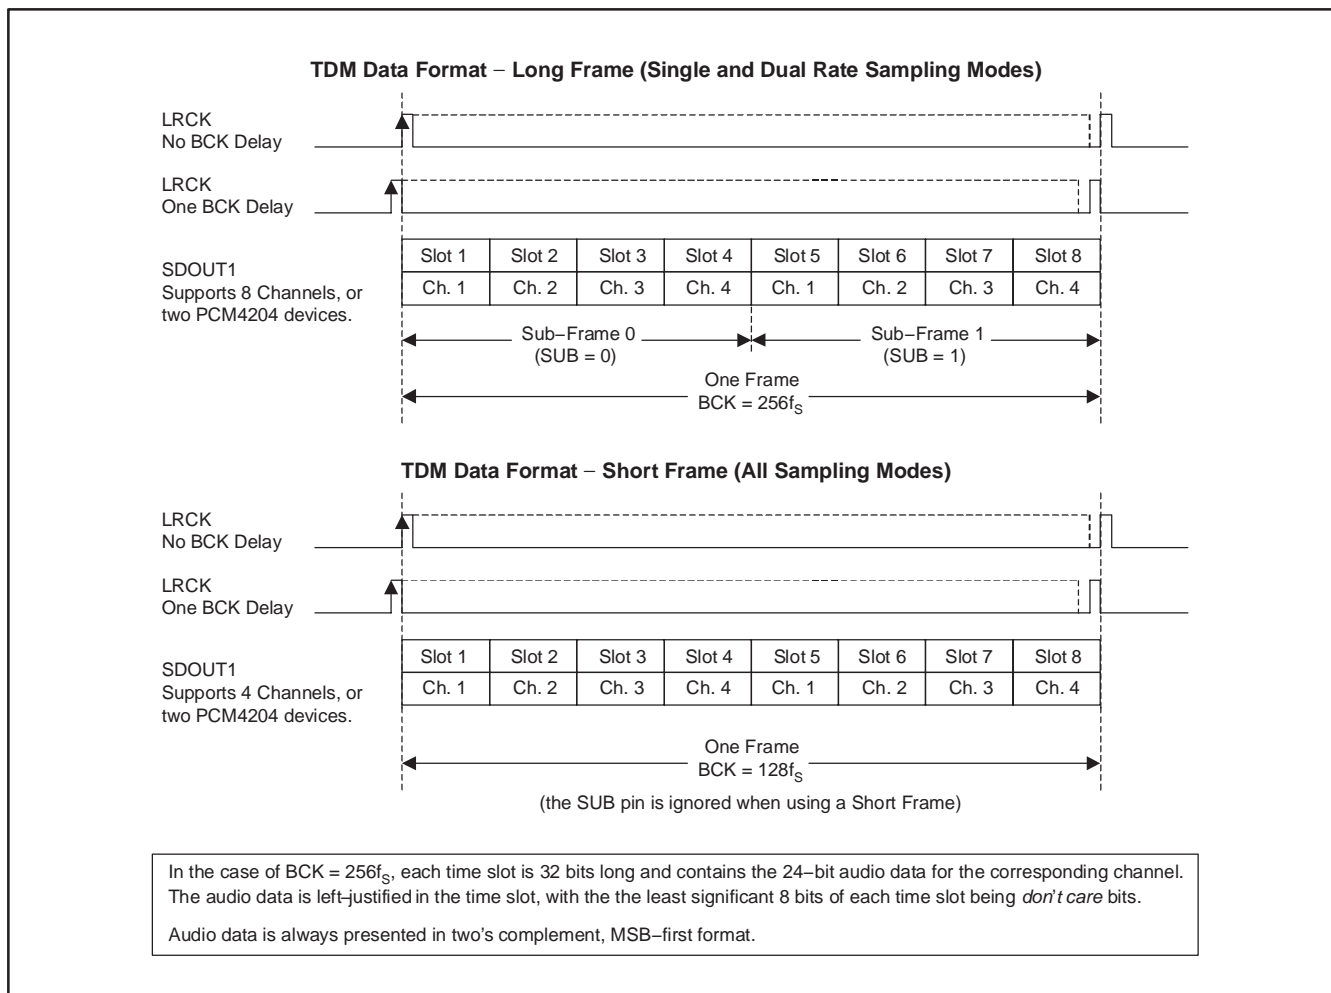 TDM Data Format – Long Frame (Single and Dual Rate Sampling Modes)
LRCK
No BCK Delay
LRCK
One BCK Delay
SDOUT1
Supports 8 Channels, or
two PCM4204 devices.
Slot 1 Slot 2 Slot 3 Slot 4 Slot 5 Slot 6 Slot 7 Slot 8
Ch. 1 Ch. 2 Ch. 3 Ch. 4 Ch. 1 Ch. 2 Ch. 3 Ch. 4
Sub–Frame 0 Sub–Frame 1
(SUB = 0) (SUB = 1)
One Frame
BCK = 256fS
TDM Data Format – Short Frame (All Sampling Modes)
LRCK
No BCK Delay
LRCK
One BCK Delay
SDOUT1
Supports 4 Channels, or
two PCM4204 devices.
Slot 1 Slot 2 Slot 3 Slot 4 Slot 5 Slot 6 Slot 7 Slot 8
Ch. 1 Ch. 2 Ch. 3 Ch. 4 Ch. 1 Ch. 2 Ch. 3 Ch. 4
One Frame
BCK = 128fS
(the SUB pin is ignored when using a Short Frame)
In the case of BCK = 256fS, each time slot is 32 bits long and contains the 24–bit audio data for the corresponding channel.
The audio data is left–justified in the time slot, with the the least significant 8 bits of each time slot being don't care bits.
Audio data is always presented in two's complement, MSB–first format.